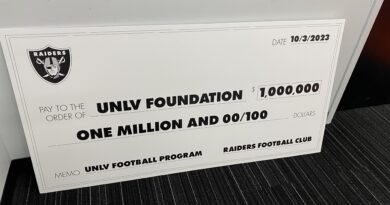 RAIDERS
DATE 10/3/2023
PAY TO THE
ORDER OF UNLV FOUNDATION $ 1,000,000
ONE MILLION AND 00/100 DOLLARS
MEMO UNLV FOOTBALL PROGRAM RAIDERS FOOTBALL CLUB